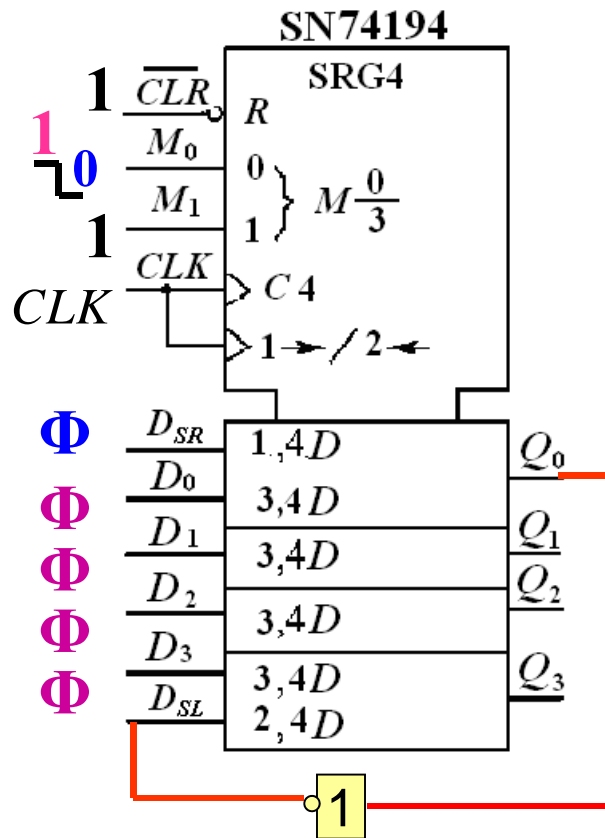 SN74194
SRG4
1 CLR R
1 0 M₀ 0
M 0/3
1 M₁ 1
CLK CLK C4
1 → / 2 ←
Φ D_SR 1,4D Q₀
Φ D₀ 3,4D
Φ D₁ 3,4D Q₁
Φ D₂ 3,4D Q₂
Φ D₃ 3,4D Q₃
D_SL 2,4D
1